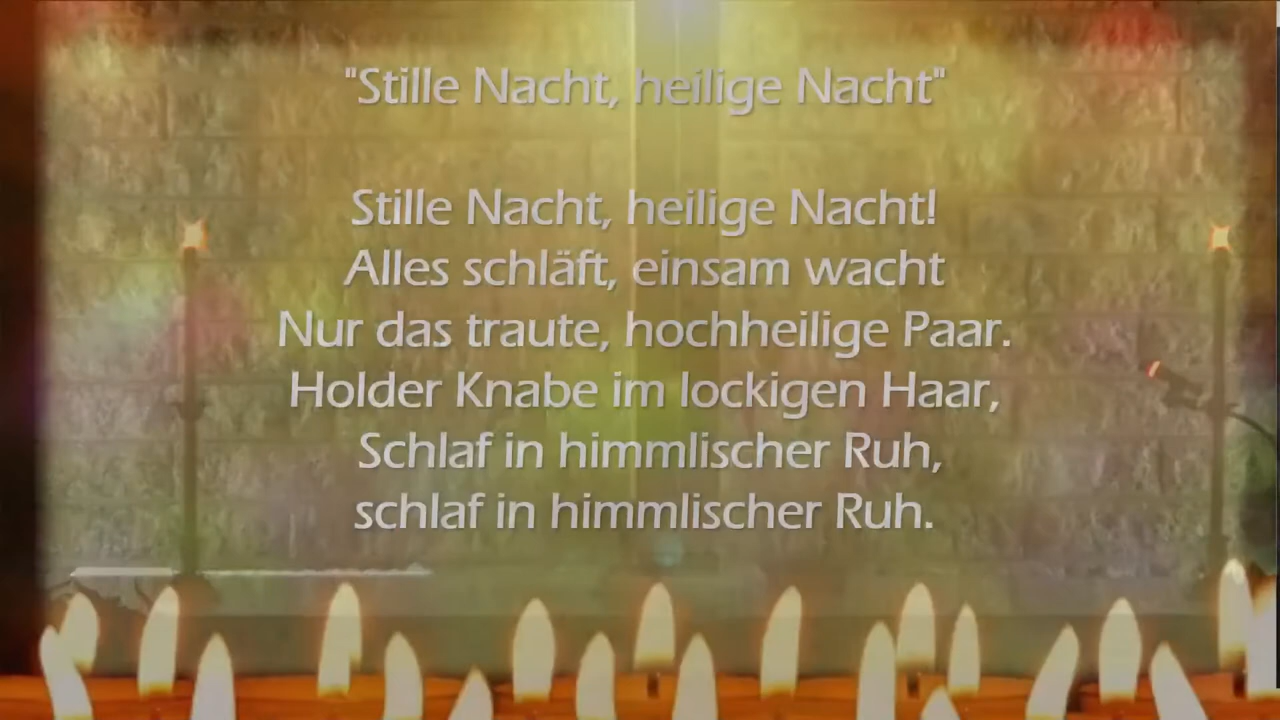 "Stille Nacht, heilige Nacht"
Stille Nacht, heilige Nacht!
Alles schläft, einsam wacht
Nur das traute, hochheilige Paar.
Holder Knabe im lockigen Haar,
Schlaf in himmlischer Ruh,
schlaf in himmlischer Ruh.